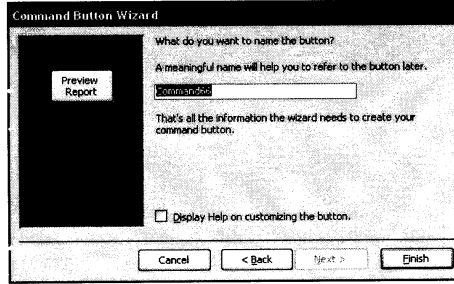 Command Button Wizard
What do you want to name the button?
A meaningful name will help you to refer to the button later.
Preview
Report
Command66
That's all the information the wizard needs to create your
command button.
Display Help on customizing the button.
Cancel
< Back
Next >
Finish